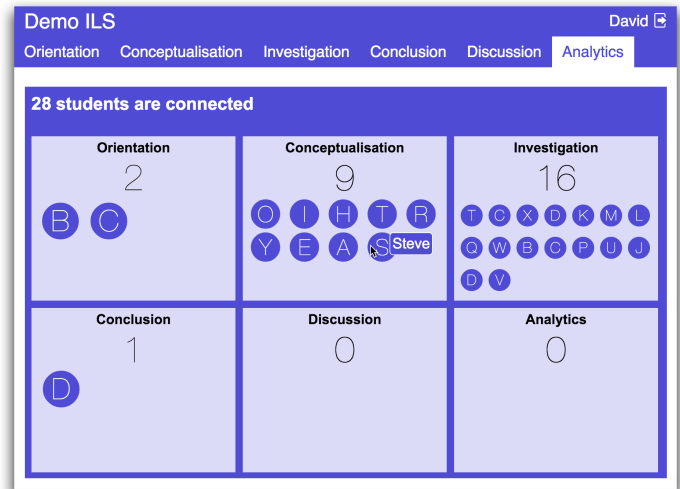 Demo ILS
David
Orientation Conceptualisation Investigation Conclusion Discussion Analytics
28 students are connected
Orientation
2
B C
Conceptualisation
9
O I H T R
Y E A S Steve
Investigation
16
T C X D K M L
Q W B C P U J
D V
Conclusion
1
D
Discussion
0
Analytics
0